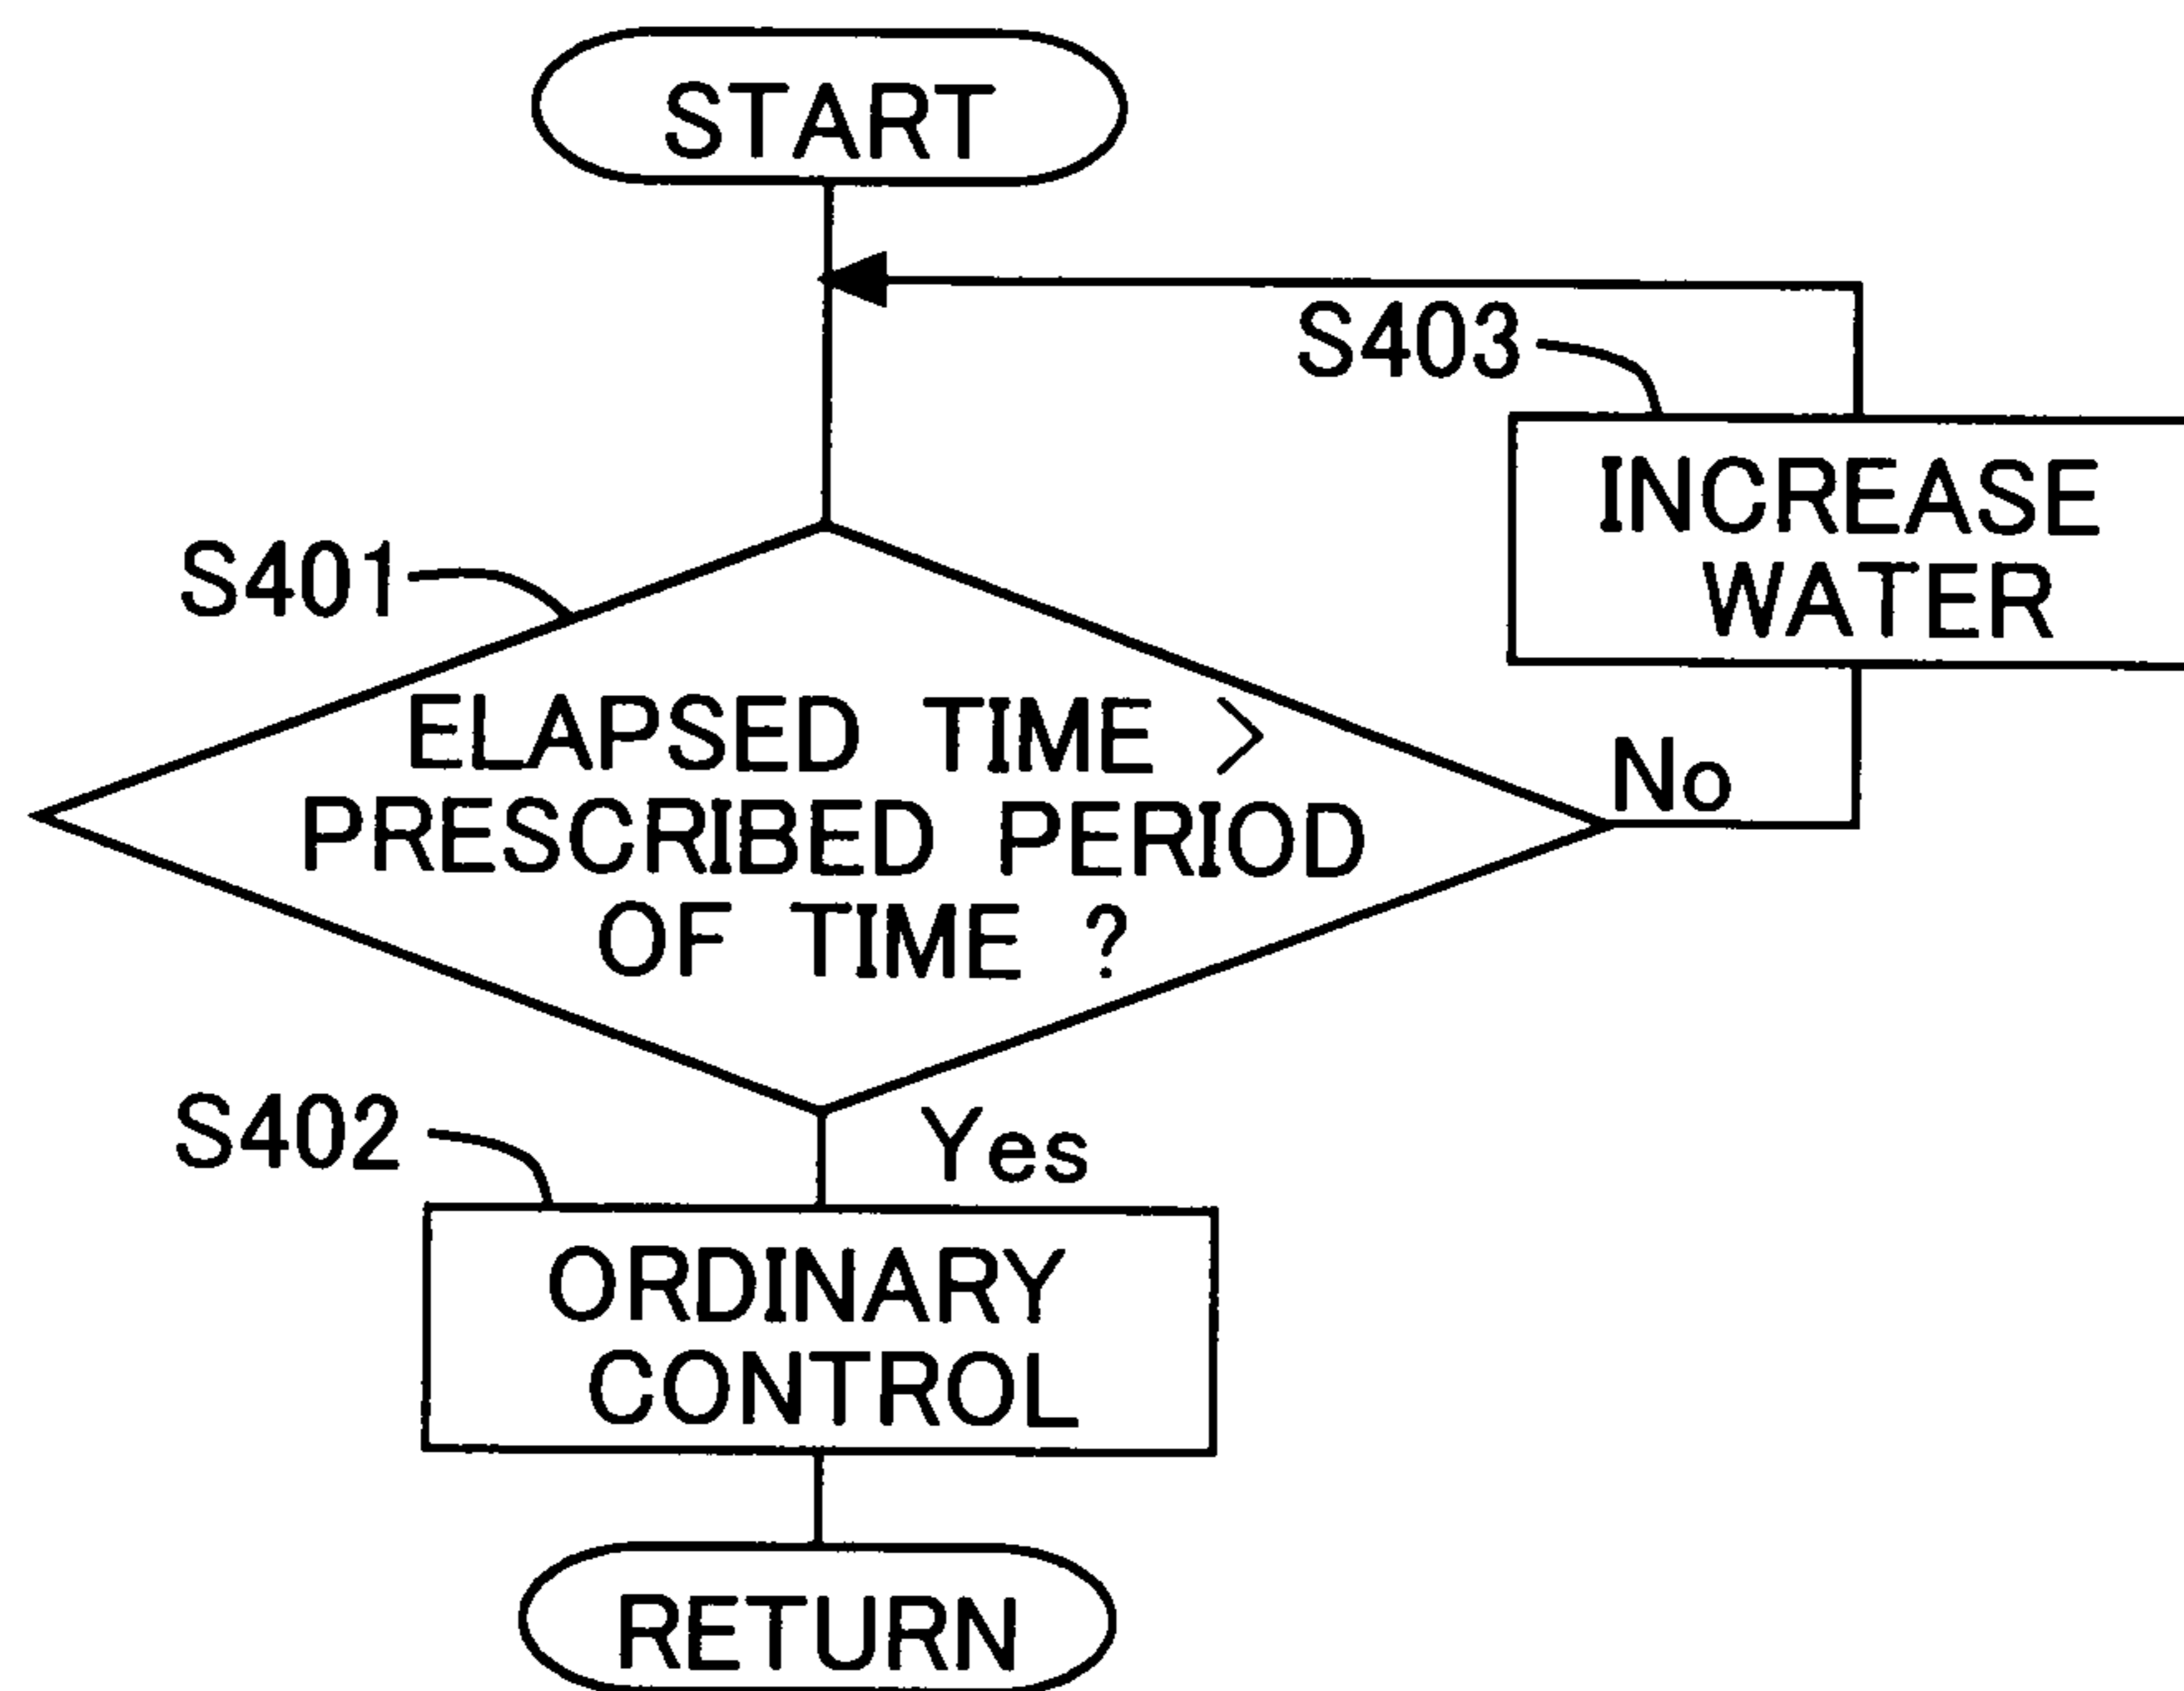 START
S403
INCREASE
WATER
S401
ELAPSED TIME >
PRESCRIBED PERIOD
OF TIME ?
No
S402
Yes
ORDINARY
CONTROL
RETURN